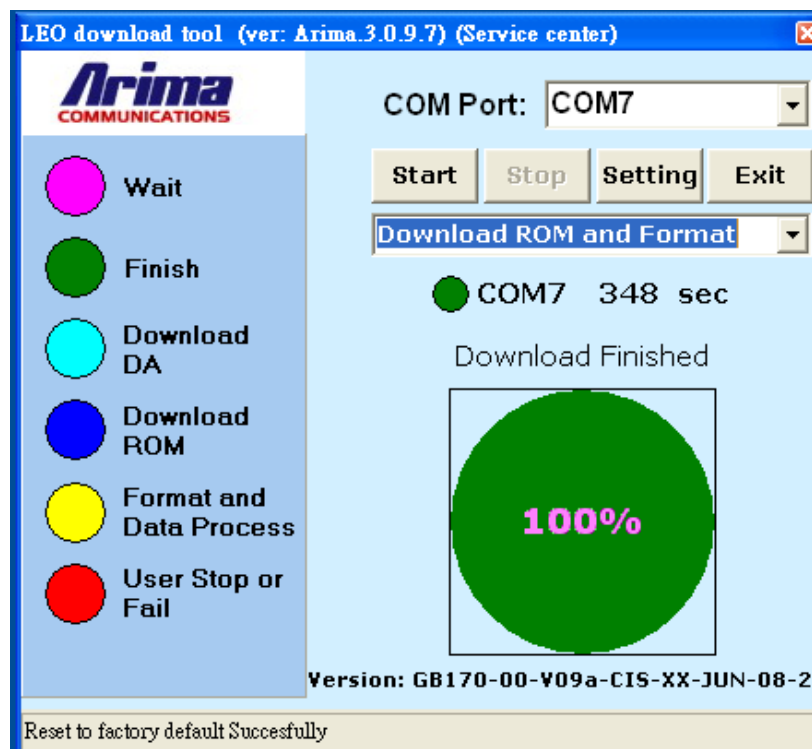 LEO download tool (ver: Arima.3.0.9.7) (Service center)
Arima
COMMUNICATIONS
COM Port: COM7
Start Stop Setting Exit
Download ROM and Format
COM7 348 sec
Download Finished
100%
Wait
Finish
Download
DA
Download
ROM
Format and
Data Process
User Stop or
Fail
Version: GB170-00-V09a-CIS-XX-JUN-08-2
Reset to factory default Succesfully